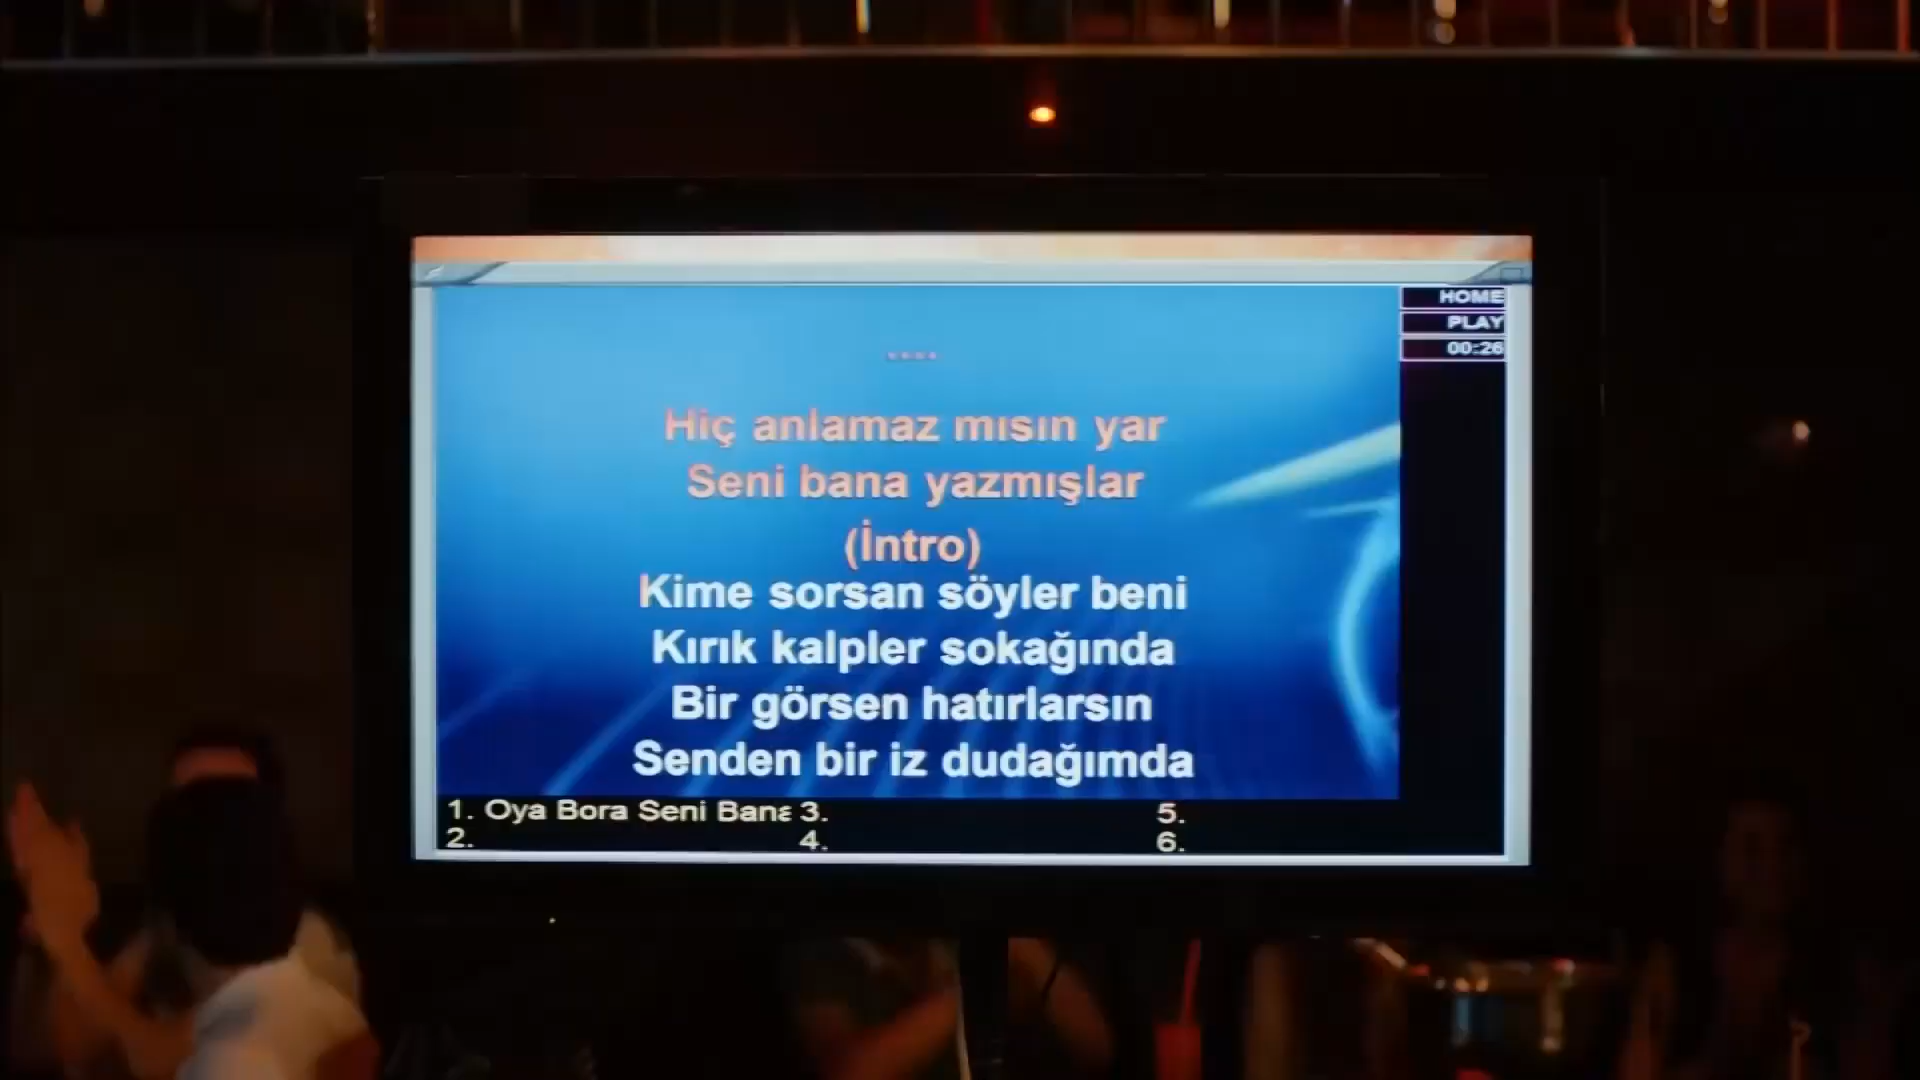 HOME
PLAY
00:26
....
Hiç anlamaz mısın yar
Seni bana yazmışlar
(İntro)
Kime sorsan söyler beni
Kırık kalpler sokağında
Bir görsen hatırlarsın
Senden bir iz dudağımda
1. Oya Bora Seni Bana 3. 5.
2. 4. 6.